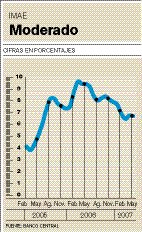 IMAE
Moderado
CIFRAS EN PORCENTAJES
10
9
8
7
6
5
4
3
2
1
0
Feb May Ag. Nov. Feb May Ag. Nov. Feb May
2005 2006 2007
FUENTE: BANCO CENTRAL